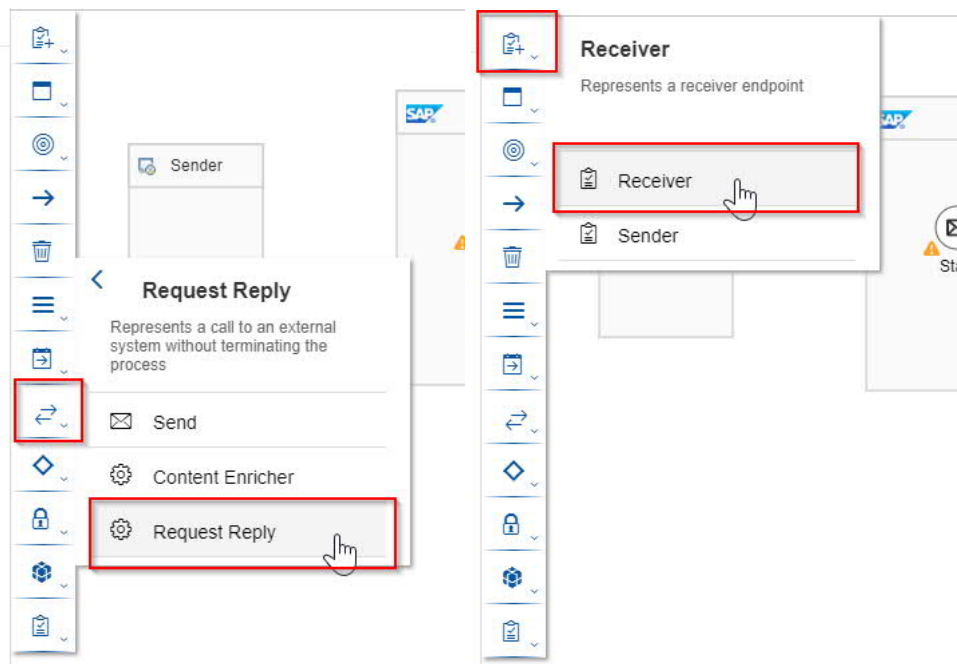 SAP
Sender
Request Reply
Represents a call to an external
system without terminating the
process
Send
Content Enricher
Request Reply
Receiver
Represents a receiver endpoint
Receiver
Sender
SAP
Sta